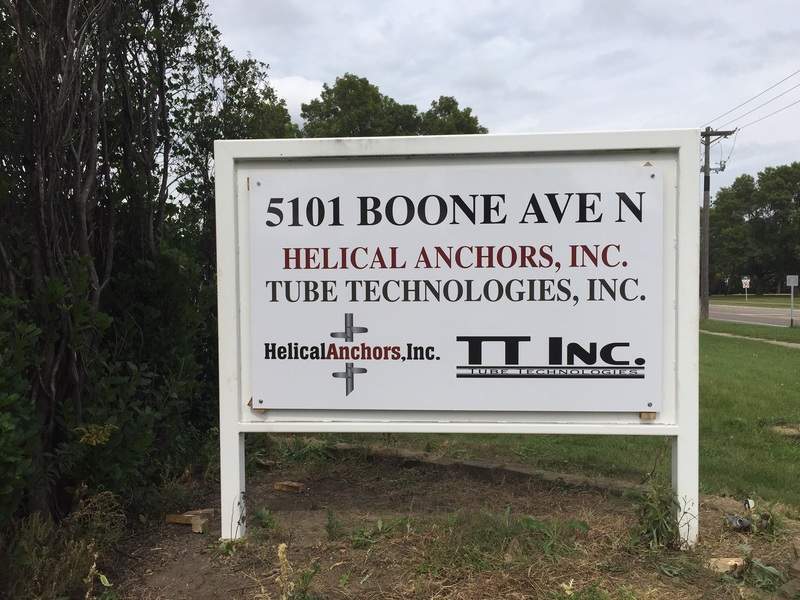 5101 BOONE AVE N
HELICAL ANCHORS, INC.
TUBE TECHNOLOGIES, INC.
HelicalAnchors,Inc.
TT INC.
TUBE TECHNOLOGIES